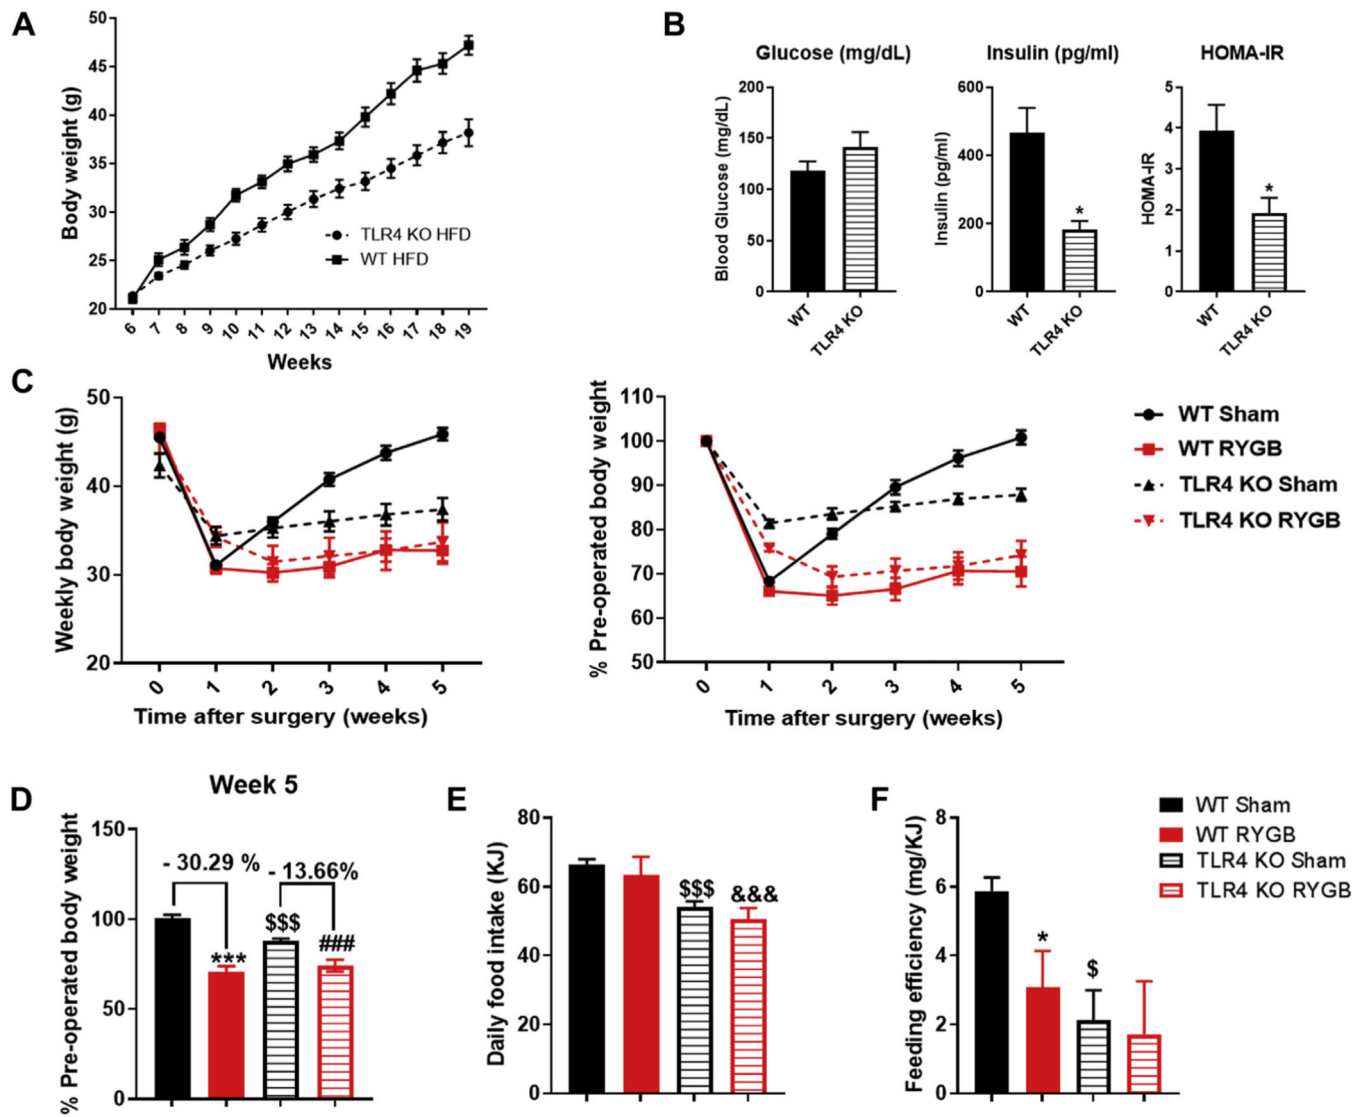 A
Body weight (g)
50
45
40
35
30
25
20
TLR4 KO HFD
WT HFD
6 7 8 9 10 11 12 13 14 15 16 17 18 19
Weeks
B
Glucose (mg/dL)
Blood Glucose (mg/dL)
200
150
100
50
0
WT
TLR4 KO
Insulin (pg/ml)
Insulin (pg/ml)
600
400
200
0
*
WT
TLR4 KO
HOMA-IR
HOMA-IR
5
4
3
2
1
0
*
WT
TLR4 KO
C
Weekly body weight (g)
50
40
30
20
0 1 2 3 4 5
Time after surgery (weeks)
% Pre-operated body weight
110
100
90
80
70
60
50
0 1 2 3 4 5
Time after surgery (weeks)
WT Sham
WT RYGB
TLR4 KO Sham
TLR4 KO RYGB
D
Week 5
% Pre-operated body weight
150
100
50
0
- 30.29 %
- 13.66%
***
$$$
###
E
Daily food intake (KJ)
80
60
40
20
0
$$$
&&&
F
Feeding efficiency (mg/KJ)
8
6
4
2
0
*
$
WT Sham
WT RYGB
TLR4 KO Sham
TLR4 KO RYGB